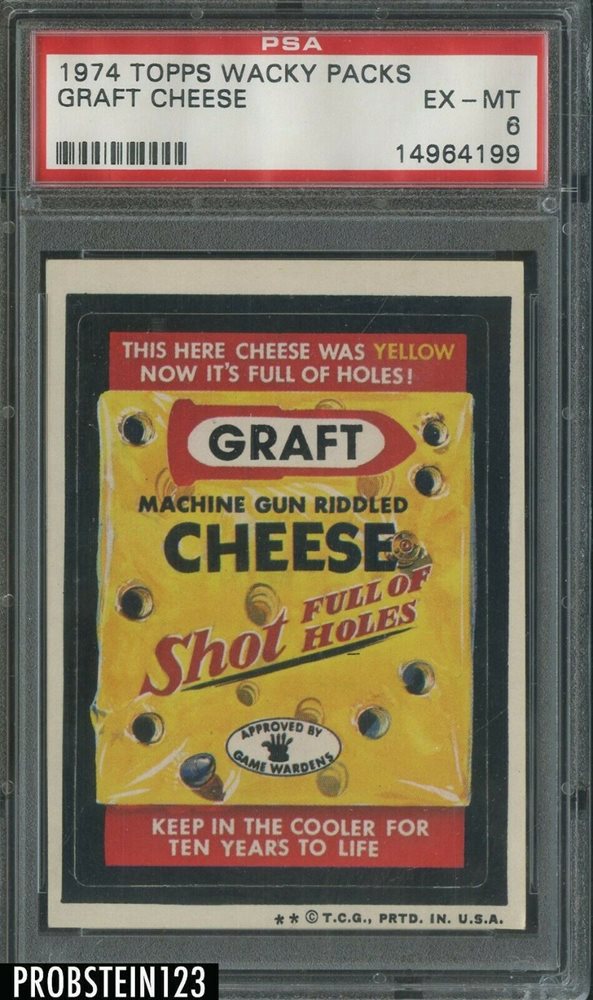 PSA
1974 TOPPS WACKY PACKS
GRAFT CHEESE EX – MT
6
14964199
THIS HERE CHEESE WAS YELLOW
NOW IT'S FULL OF HOLES!
GRAFT
MACHINE GUN RIDDLED
CHEESE
Shot FULL OF
HOLES
APPROVED BY
GAME WARDENS
KEEP IN THE COOLER FOR
TEN YEARS TO LIFE
** © T.C.G., PRTD. IN. U.S.A.
PROBSTEIN123